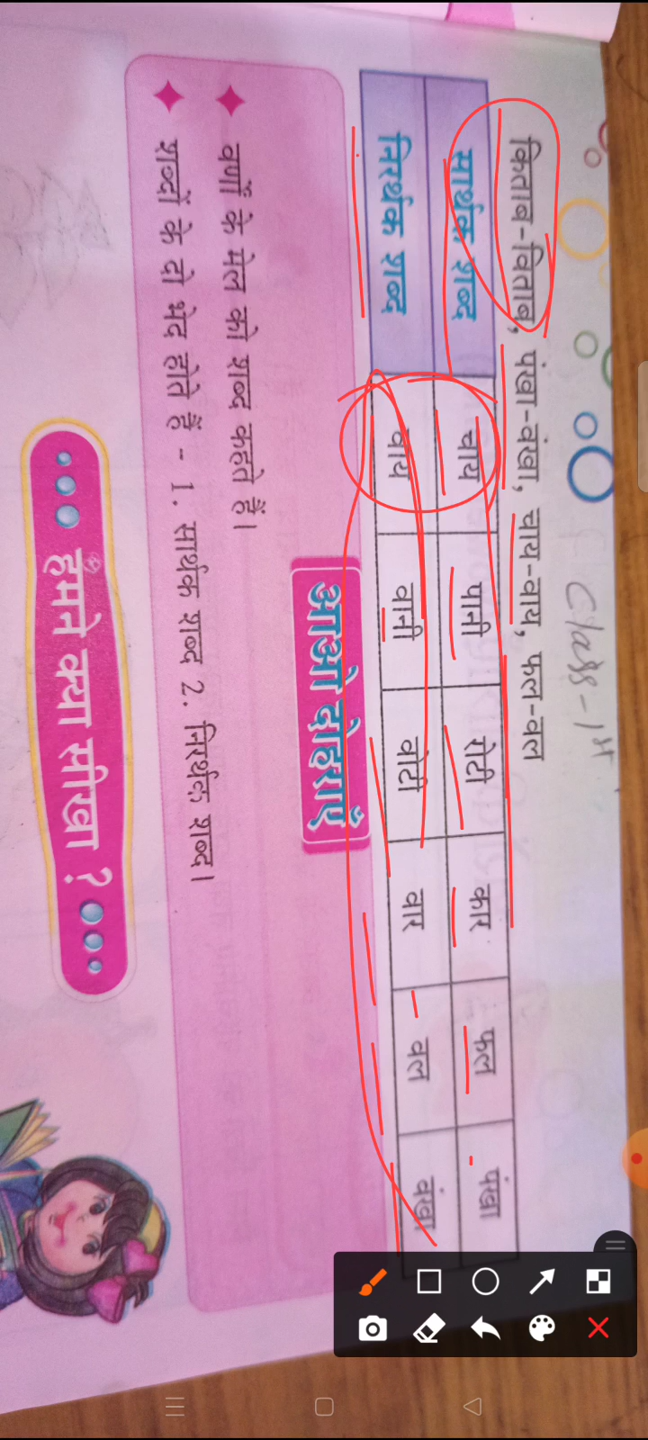 Class - 1st
किताब-विताब, पंखा-वंखा, चाय-वाय, फल-वल
सार्थक शब्द चाय पानी रोटी कार फल पंखा
निरर्थक शब्द वाय वानी वोटी वार वल वंखा
आओ दोहराएँ
वर्णों के मेल को शब्द कहते हैं।
शब्दों के दो भेद होते हैं - 1. सार्थक शब्द 2. निरर्थक शब्द।
हमने क्या सीखा ?